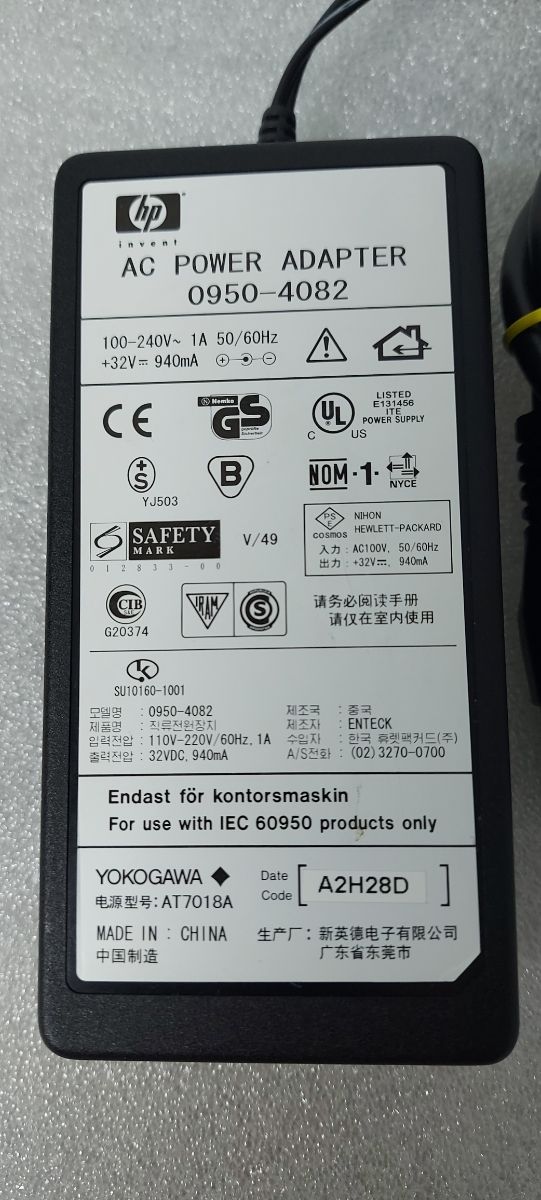 hp
invent
AC POWER ADAPTER
0950-4082
100-240V~ 1A 50/60Hz
+32V⎓ 940mA
CE
Nemko
GS
geprüfte
Sicherheit
UL
C US
LISTED
E131456
ITE
POWER SUPPLY
+
S
YJ503
B
NOM-1-
NYCE
S SAFETY
MARK
012833-00
V/49
PS
E
cosmos
NIHON
HEWLETT-PACKARD
入力: AC100V, 50/60Hz
出力: +32V⎓, 940mA
CIB
G20374
IRAM
S
请务必阅读手册
请仅在室内使用
SU10160-1001
모델명 : 0950-4082
제품명 : 직류전원장치
입력전압 : 110V-220V/60Hz, 1A
출력전압 : 32VDC, 940mA
제조국 : 중국
제조자 : ENTECK
수입자 : 한국 휴렛팩커드(주)
A/S전화 : (02)3270-0700
Endast för kontorsmaskin
For use with IEC 60950 products only
YOKOGAWA ◆
电源型号: AT7018A
Date
Code [A2H28D]
MADE IN : CHINA
中国制造
生产厂: 新英德电子有限公司
广东省东莞市